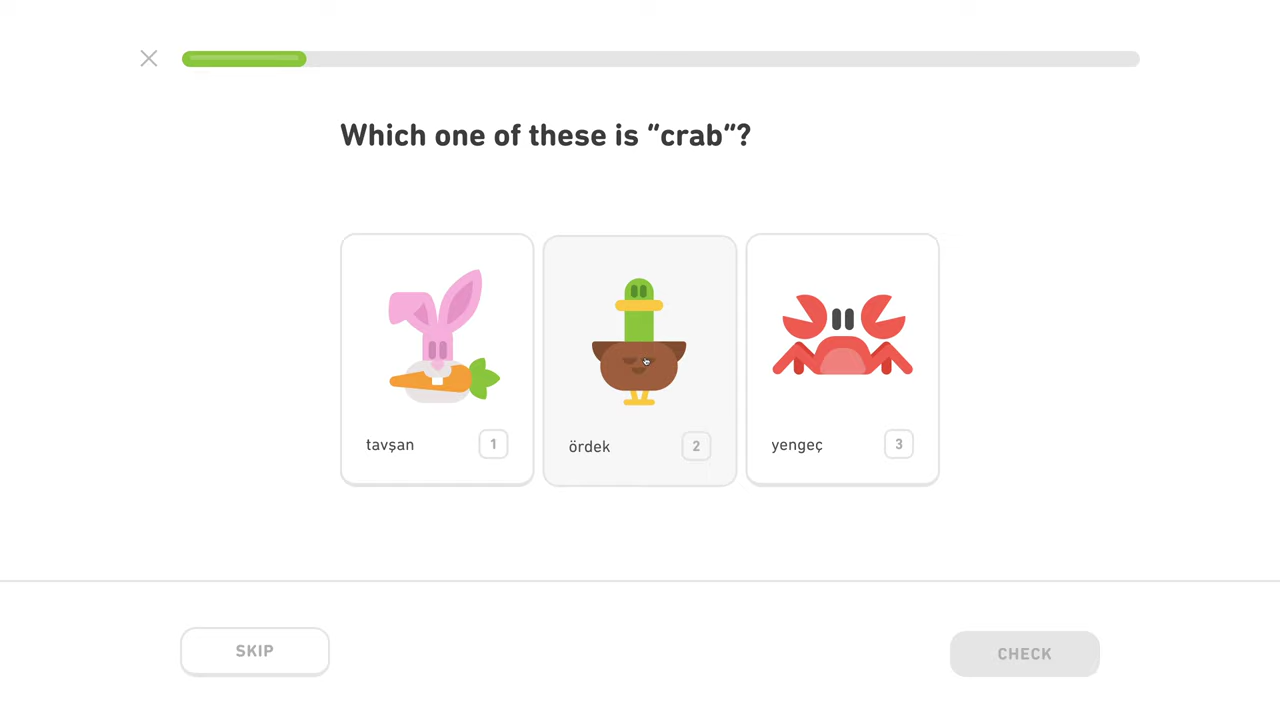 Which one of these is "crab"?
tavşan 1
ördek 2
yengeç 3
SKIP
CHECK